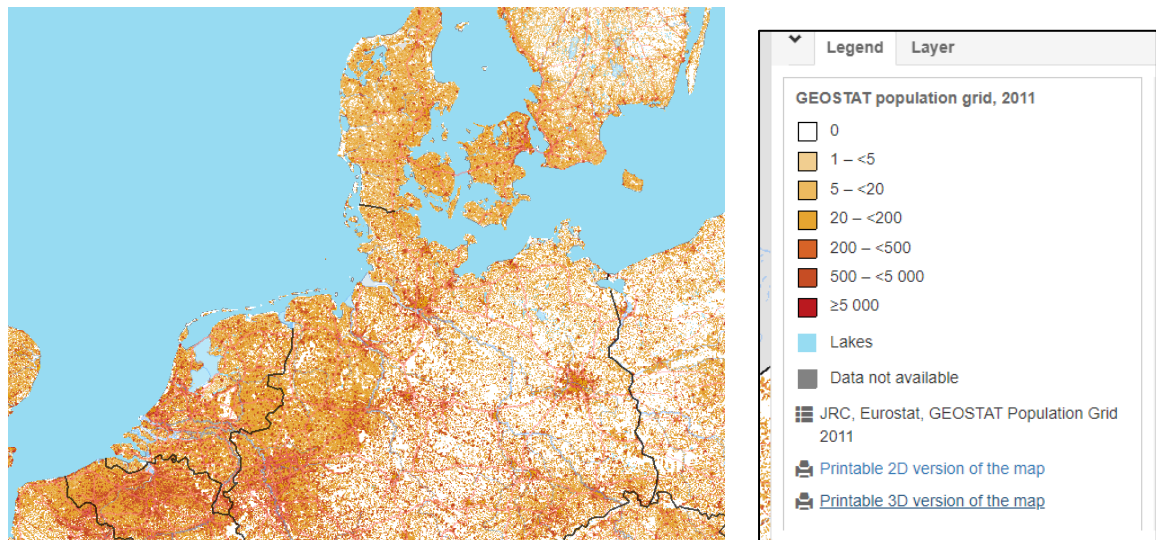 Legend Layer
GEOSTAT population grid, 2011
0
1 – <5
5 – <20
20 – <200
200 – <500
500 – <5 000
≥5 000
Lakes
Data not available
JRC, Eurostat, GEOSTAT Population Grid
2011
Printable 2D version of the map
Printable 3D version of the map